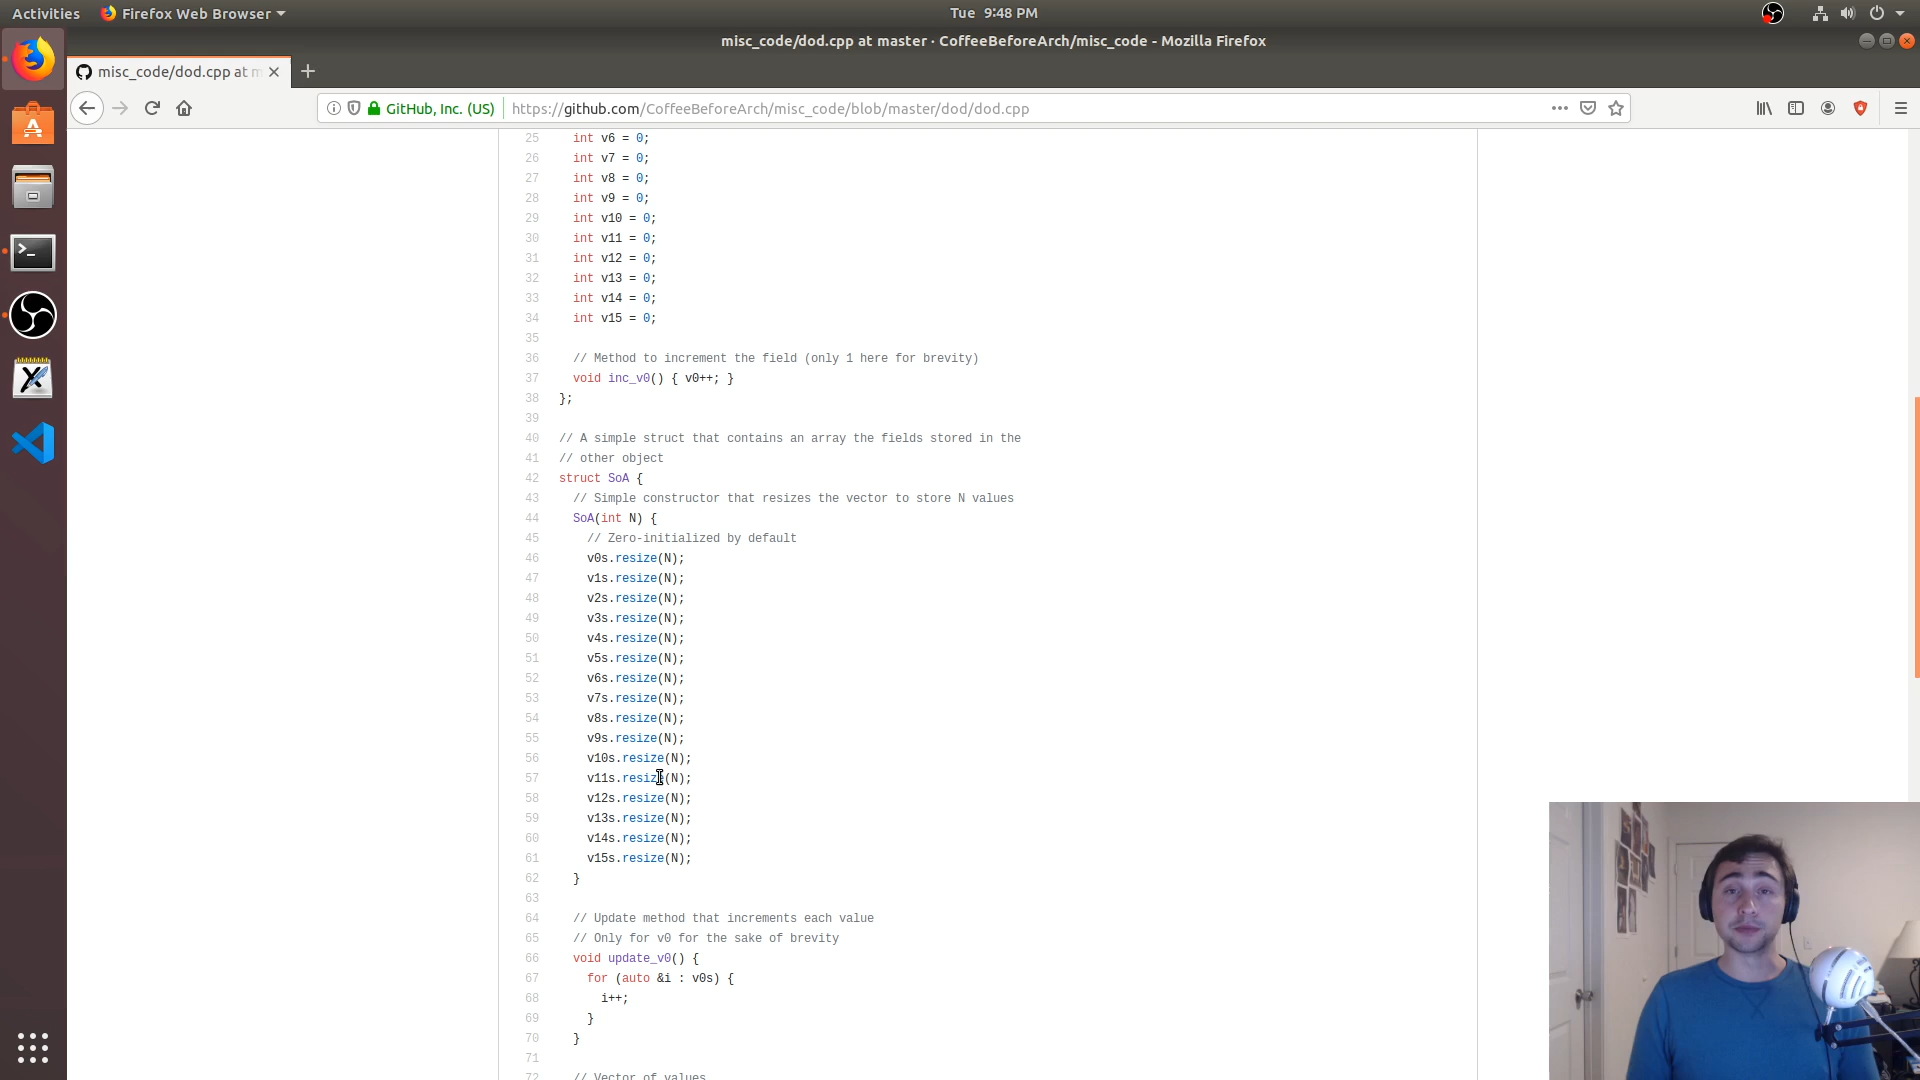 Activities
Firefox Web Browser
Tue 9:48 PM
misc_code/dod.cpp at master · CoffeeBeforeArch/misc_code - Mozilla Firefox
misc_code/dod.cpp at m
GitHub, Inc. (US)
https://github.com/CoffeeBeforeArch/misc_code/blob/master/dod/dod.cpp
25 int v6 = 0;
26 int v7 = 0;
27 int v8 = 0;
28 int v9 = 0;
29 int v10 = 0;
30 int v11 = 0;
31 int v12 = 0;
32 int v13 = 0;
33 int v14 = 0;
34 int v15 = 0;
35
36 // Method to increment the field (only 1 here for brevity)
37 void inc_v0() { v0++; }
38 };
39
40 // A simple struct that contains an array the fields stored in the
41 // other object
42 struct SoA {
43 // Simple constructor that resizes the vector to store N values
44 SoA(int N) {
45 // Zero-initialized by default
46 v0s.resize(N);
47 v1s.resize(N);
48 v2s.resize(N);
49 v3s.resize(N);
50 v4s.resize(N);
51 v5s.resize(N);
52 v6s.resize(N);
53 v7s.resize(N);
54 v8s.resize(N);
55 v9s.resize(N);
56 v10s.resize(N);
57 v11s.resize(N);
58 v12s.resize(N);
59 v13s.resize(N);
60 v14s.resize(N);
61 v15s.resize(N);
62 }
63
64 // Update method that increments each value
65 // Only for v0 for the sake of brevity
66 void update_v0() {
67 for (auto &i : v0s) {
68 i++;
69 }
70 }
71
72 // Vector of values